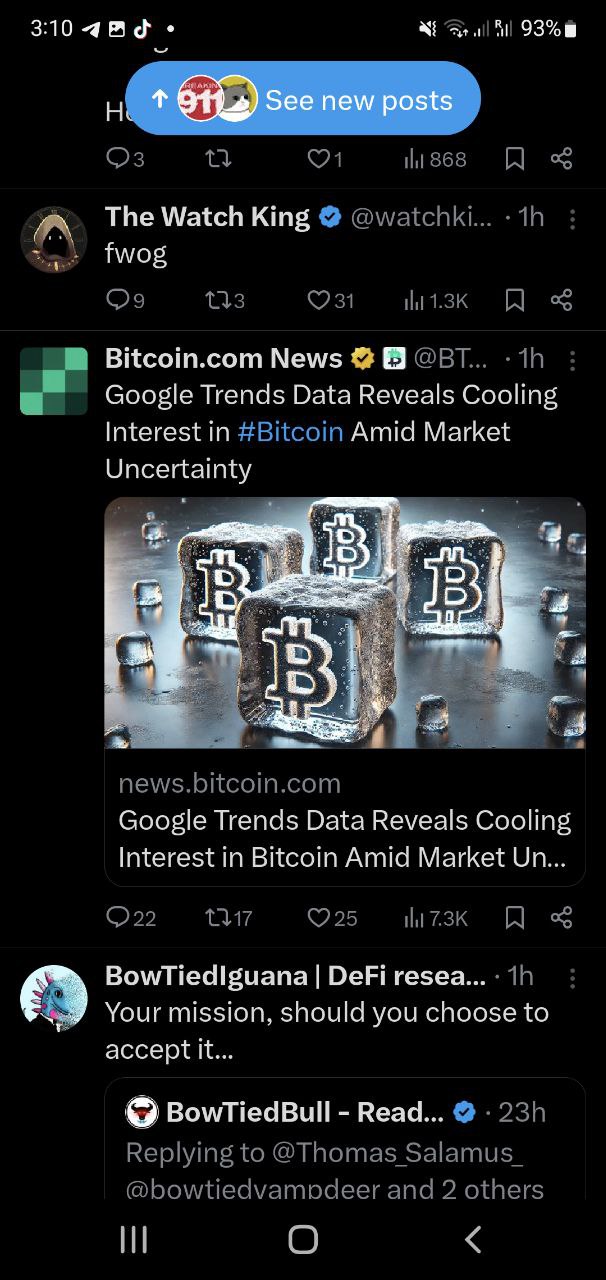 3:10
93%
911
See new posts
3 1 868
The Watch King @watchki... · 1h
fwog
9 3 31 1.3K
Bitcoin.com News @BT... · 1h
Google Trends Data Reveals Cooling
Interest in #Bitcoin Amid Market
Uncertainty
news.bitcoin.com
Google Trends Data Reveals Cooling
Interest in Bitcoin Amid Market Un...
22 17 25 7.3K
BowTiedIguana | DeFi resea... · 1h
Your mission, should you choose to
accept it...
BowTiedBull - Read... · 23h
Replying to @Thomas_Salamus_
@bowtiedvampdeer and 2 others